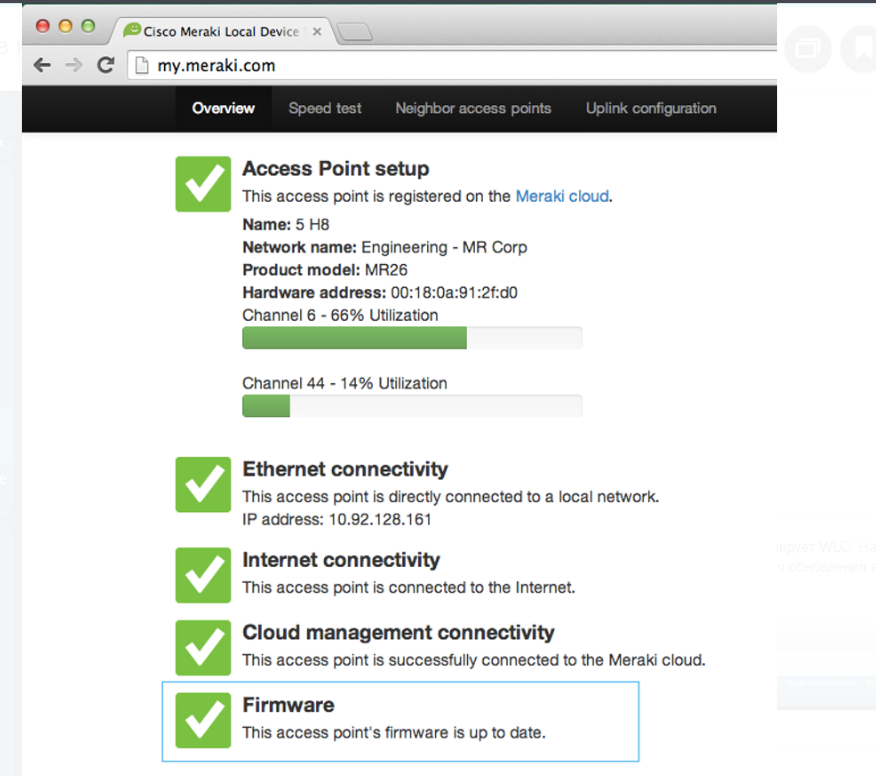 Cisco Meraki Local Device
my.meraki.com
Overview Speed test Neighbor access points Uplink configuration
Access Point setup
This access point is registered on the Meraki cloud.
Name: 5 H8
Network name: Engineering - MR Corp
Product model: MR26
Hardware address: 00:18:0a:91:2f:d0
Channel 6 - 66% Utilization
Channel 44 - 14% Utilization
Ethernet connectivity
This access point is directly connected to a local network.
IP address: 10.92.128.161
Internet connectivity
This access point is connected to the Internet.
Cloud management connectivity
This access point is successfully connected to the Meraki cloud.
Firmware
This access point's firmware is up to date.
WLC. На
я обновления в